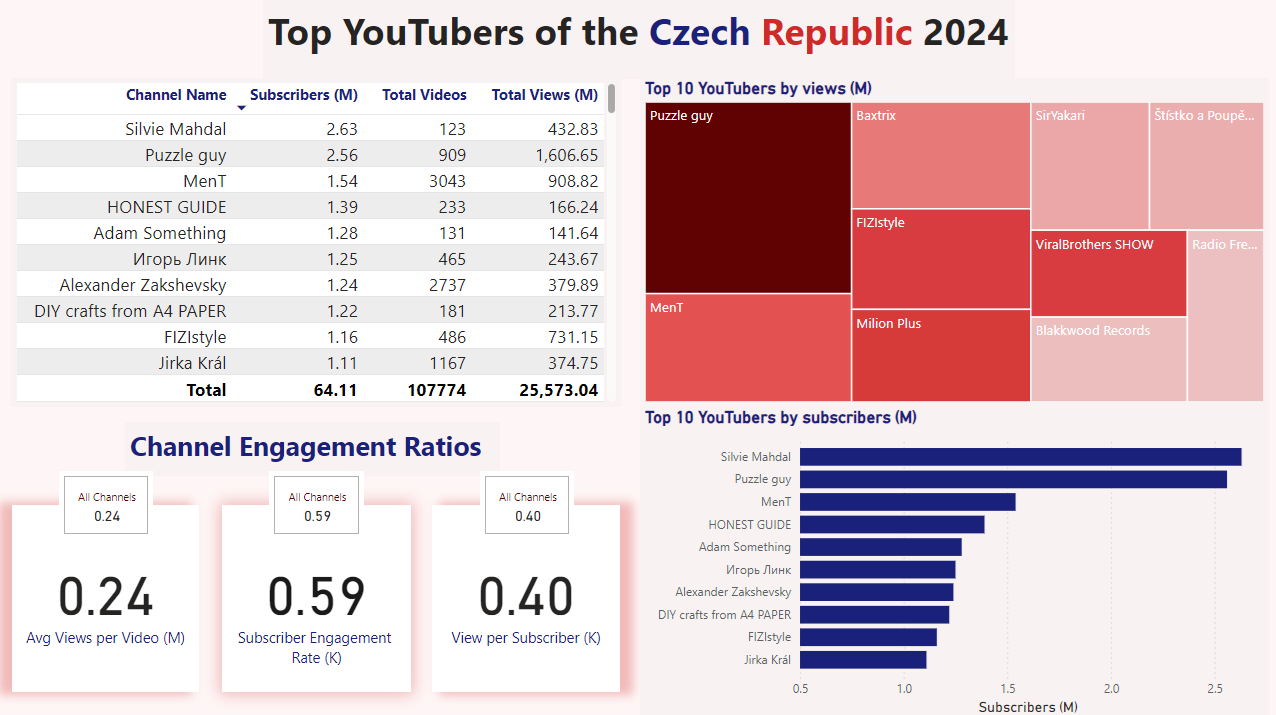 Top YouTubers of the Czech Republic 2024
Channel Name Subscribers (M) Total Videos Total Views (M)
Silvie Mahdal 2.63 123 432.83
Puzzle guy 2.56 909 1,606.65
MenT 1.54 3043 908.82
HONEST GUIDE 1.39 233 166.24
Adam Something 1.28 131 141.64
Игорь Линк 1.25 465 243.67
Alexander Zakshevsky 1.24 2737 379.89
DIY crafts from A4 PAPER 1.22 181 213.77
FIZIstyle 1.16 486 731.15
Jirka Král 1.11 1167 374.75
Total 64.11 107774 25,573.04
Channel Engagement Ratios
All Channels
0.24
0.24
Avg Views per Video (M)
All Channels
0.59
0.59
Subscriber Engagement
Rate (K)
All Channels
0.40
0.40
View per Subscriber (K)
Top 10 YouTubers by views (M)
Puzzle guy
MenT
Baxtrix
FIZIstyle
Milion Plus
SirYakari
Štístko a Poupě...
ViralBrothers SHOW
Radio Fre...
Blakkwood Records
Top 10 YouTubers by subscribers (M)
Silvie Mahdal
Puzzle guy
MenT
HONEST GUIDE
Adam Something
Игорь Линк
Alexander Zakshevsky
DIY crafts from A4 PAPER
FIZIstyle
Jirka Král
0.5 1.0 1.5 2.0 2.5
Subscribers (M)